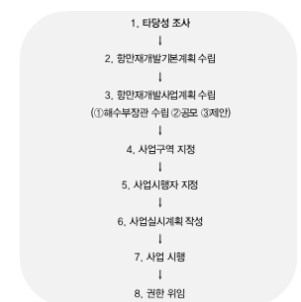 1. 타당성 조사
↓
2. 항만재개발기본계획 수립
↓
3. 항만재개발사업계획 수립
(①해수부장관 수립 ②공모 ③제안)
↓
4. 사업구역 지정
↓
5. 사업시행자 지정
↓
6. 사업실시계획 작성
↓
7. 사업 시행
↓
8. 권한 위임